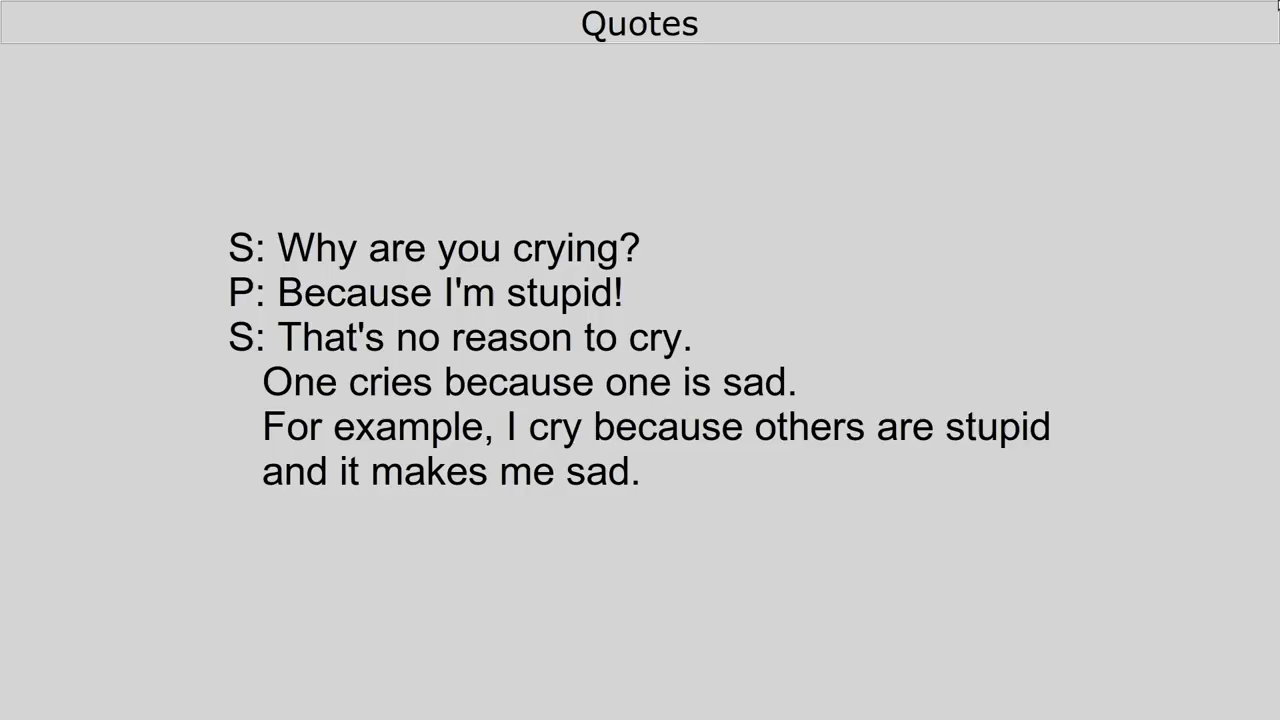 Quotes
S: Why are you crying?
P: Because I'm stupid!
S: That's no reason to cry.
One cries because one is sad.
For example, I cry because others are stupid
and it makes me sad.